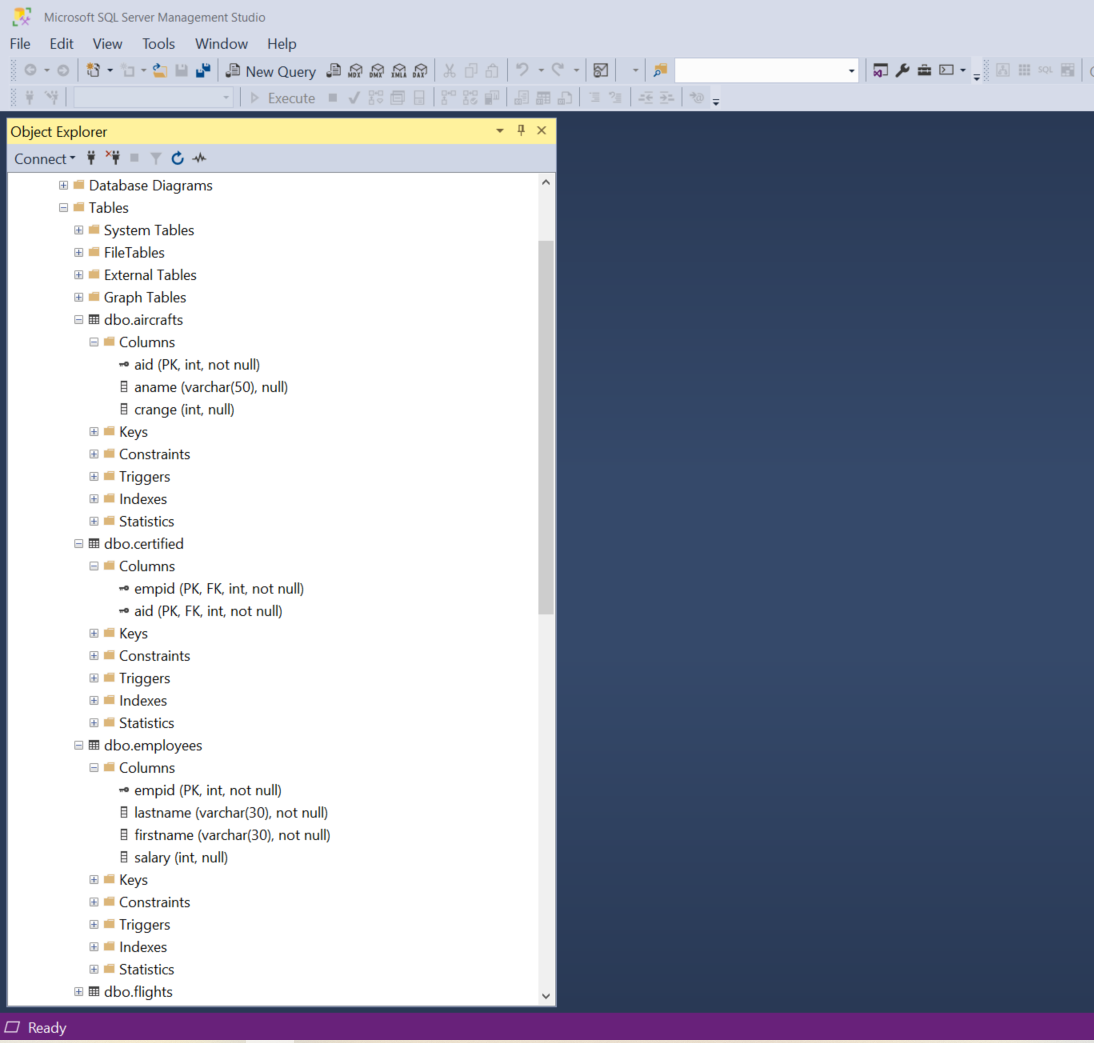 Microsoft SQL Server Management Studio
File Edit View Tools Window Help
New Query MDX DMX XMLA DAX SQL
Execute
Object Explorer
Connect
Database Diagrams
Tables
System Tables
FileTables
External Tables
Graph Tables
dbo.aircrafts
Columns
aid (PK, int, not null)
aname (varchar(50), null)
crange (int, null)
Keys
Constraints
Triggers
Indexes
Statistics
dbo.certified
Columns
empid (PK, FK, int, not null)
aid (PK, FK, int, not null)
Keys
Constraints
Triggers
Indexes
Statistics
dbo.employees
Columns
empid (PK, int, not null)
lastname (varchar(30), not null)
firstname (varchar(30), not null)
salary (int, null)
Keys
Constraints
Triggers
Indexes
Statistics
dbo.flights
Ready